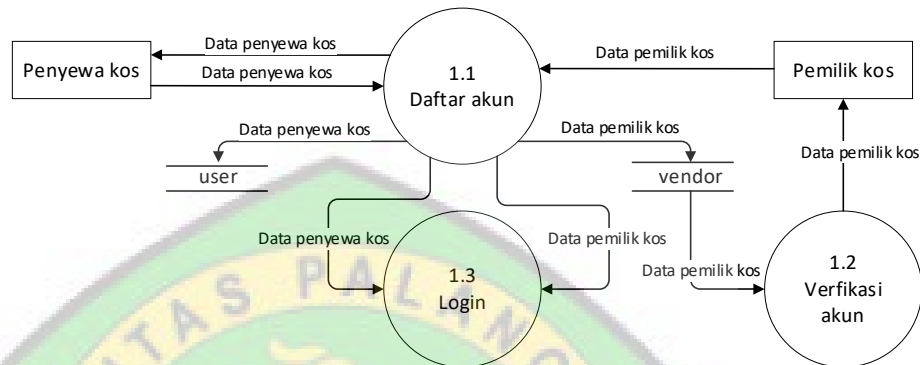 Data penyewa kos
Penyewa kos
Data penyewa kos
1.1
Daftar akun
Data pemilik kos
Pemilik kos
Data penyewa kos
user
Data pemilik kos
vendor
Data pemilik kos
Data penyewa kos
1.3
Login
Data pemilik kos
Data pemilik kos
1.2
Verfikasi
akun
ITAS PALANG